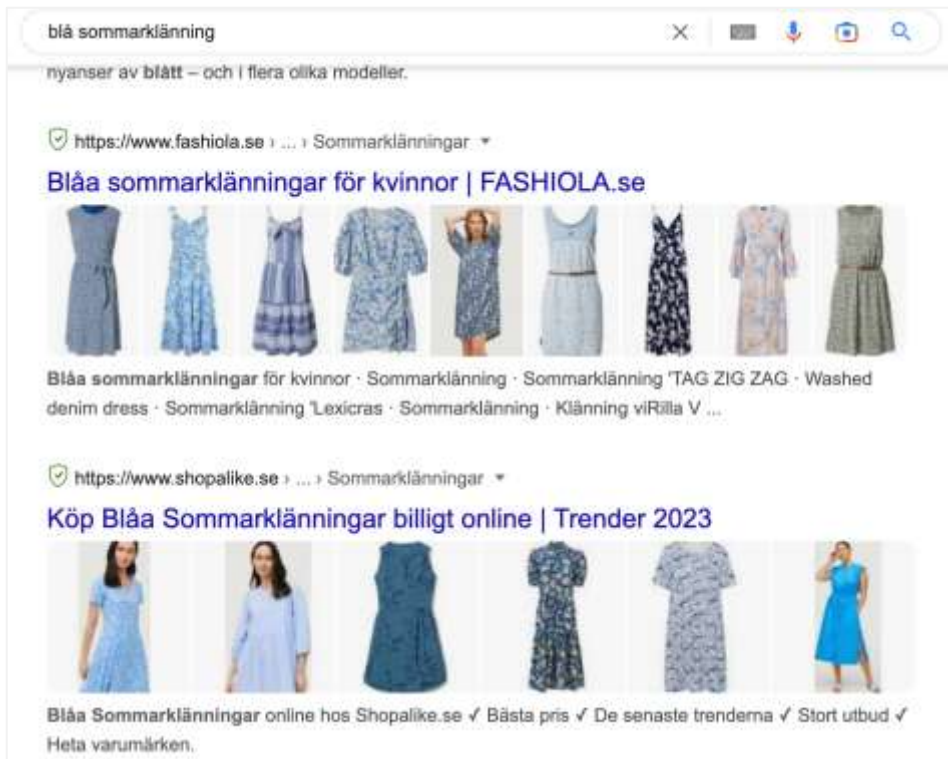 blå sommarklänning
nyanser av blått – och i flera olika modeller.
https://www.fashiola.se › ... › Sommarklänningar
Blåa sommarklänningar för kvinnor | FASHIOLA.se
Blåa sommarklänningar för kvinnor · Sommarklänning · Sommarklänning 'TAG ZIG ZAG · Washed
denim dress · Sommarklänning 'Lexicras · Sommarklänning · Klänning viRilla V ...
https://www.shopalike.se › ... › Sommarklänningar
Köp Blåa Sommarklänningar billigt online | Trender 2023
Blåa Sommarklänningar online hos Shopalike.se ✓ Bästa pris ✓ De senaste trenderna ✓ Stort utbud ✓
Heta varumärken.